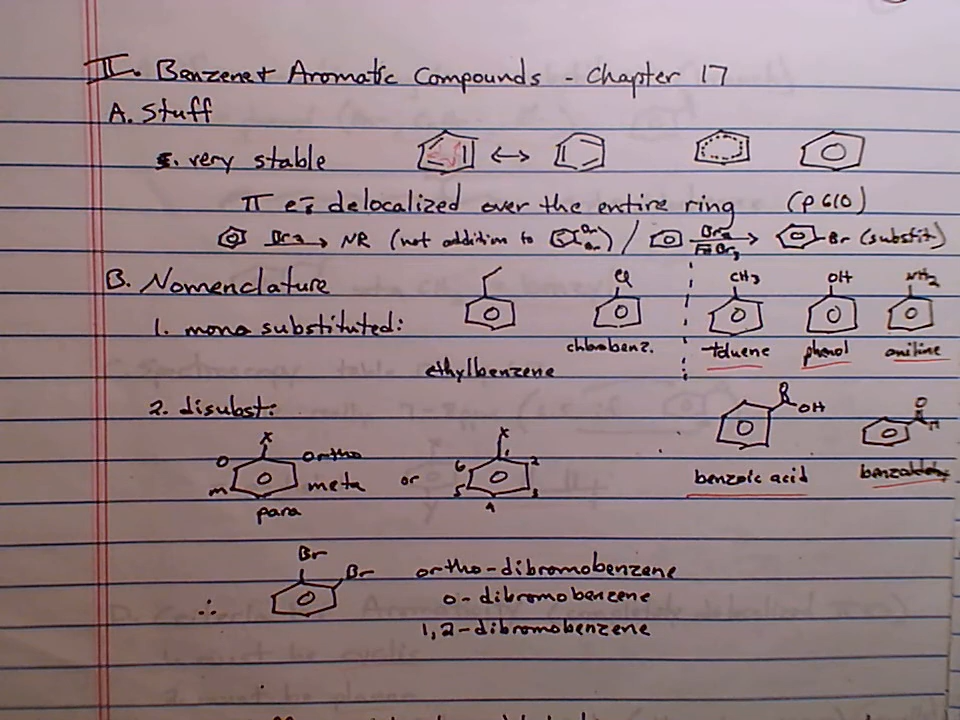 II. Benzene + Aromatic Compounds - Chapter 17
A. Stuff
very stable
π e⁻s delocalized over the entire ring (p 610)
Br2 → NR (not addition to Br Br) / Br2 FeBr3 → Br (substit)
B. Nomenclature
Cl CH3 OH NH2
1. mono substituted:
chlorobenz. toluene phenol aniline
ethylbenzene
2. disubst:
O OH O H
X X
O ortho 6 1 2
m meta or 5 3
para 4
benzoic acid
Br
Br ortho-dibromobenzene
∴ o-dibromobenzene
1,2-dibromobenzene